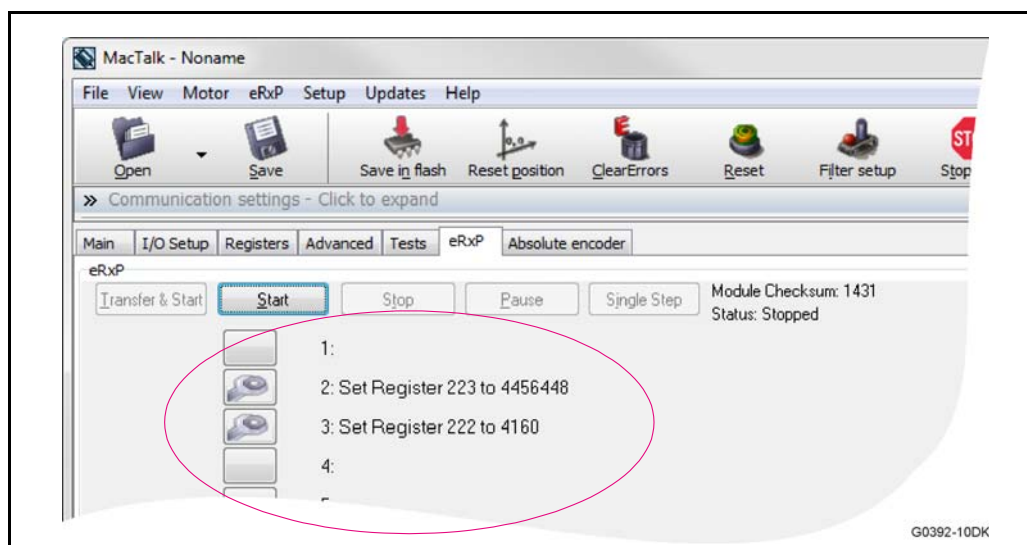 MacTalk - Noname
File View Motor eRxP Setup Updates Help
Open Save Save in flash Reset position ClearErrors Reset Filter setup Stop
» Communication settings - Click to expand
Main I/O Setup Registers Advanced Tests eRxP Absolute encoder
eRxP
Transfer & Start Start Stop Pause Single Step Module Checksum: 1431
Status: Stopped
1:
2: Set Register 223 to 4456448
3: Set Register 222 to 4160
4:
G0392-10DK